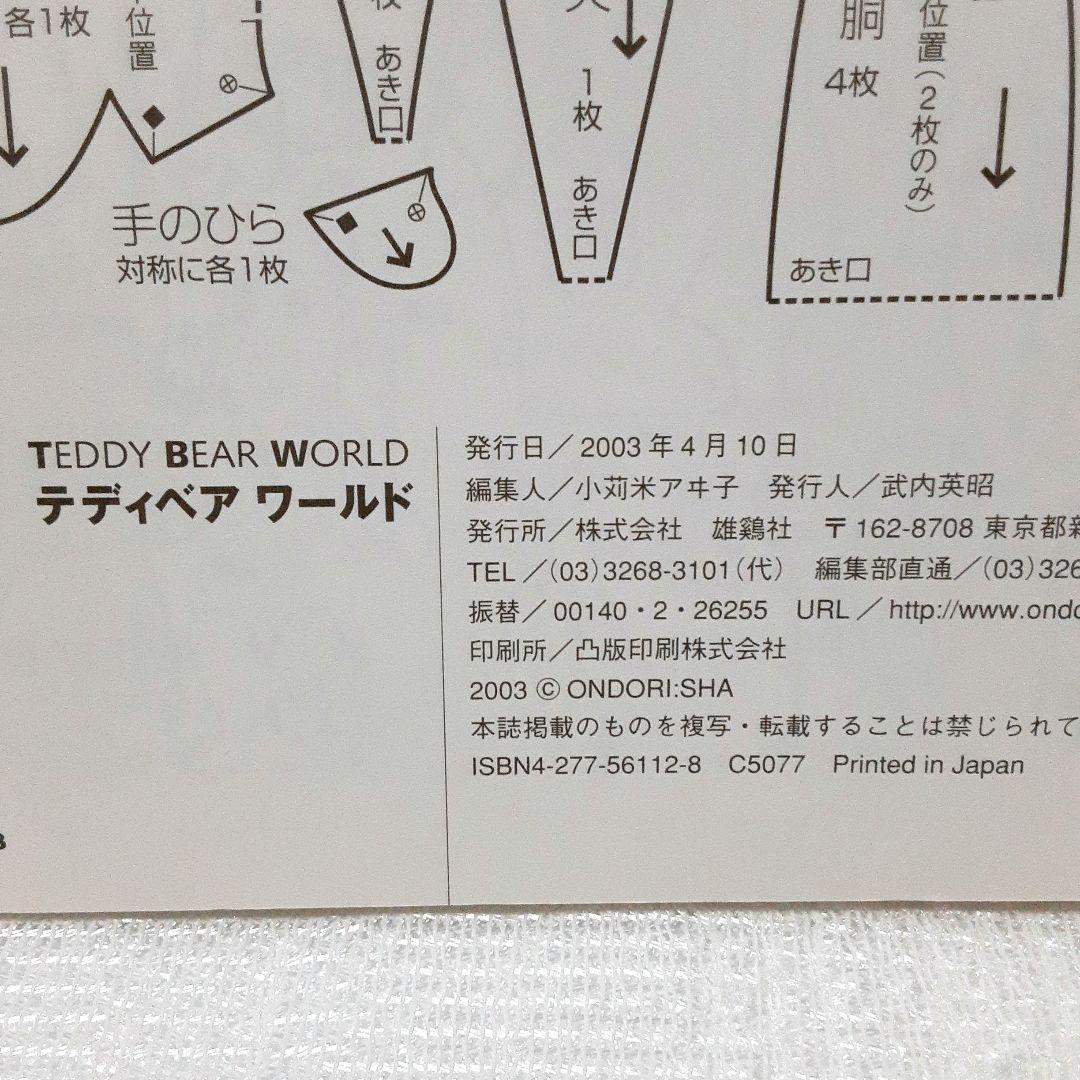 各1枚
位置
枚 あき口
1枚 あき口
胴
4枚
位置(2枚のみ)
手のひら
対称に各1枚
あき口
TEDDY BEAR WORLD
テディベア ワールド
発行日／2003年4月10日
編集人／小苅米アヰ子 発行人／武内英昭
発行所／株式会社 雄鷄社 〒162-8708 東京都新
TEL／(03)3268-3101(代) 編集部直通／(03)326
振替／00140・2・26255 URL／http://www.ondo
印刷所／凸版印刷株式会社
2003 © ONDORI:SHA
本誌掲載のものを複写・転載することは禁じられて
ISBN4-277-56112-8 C5077 Printed in Japan